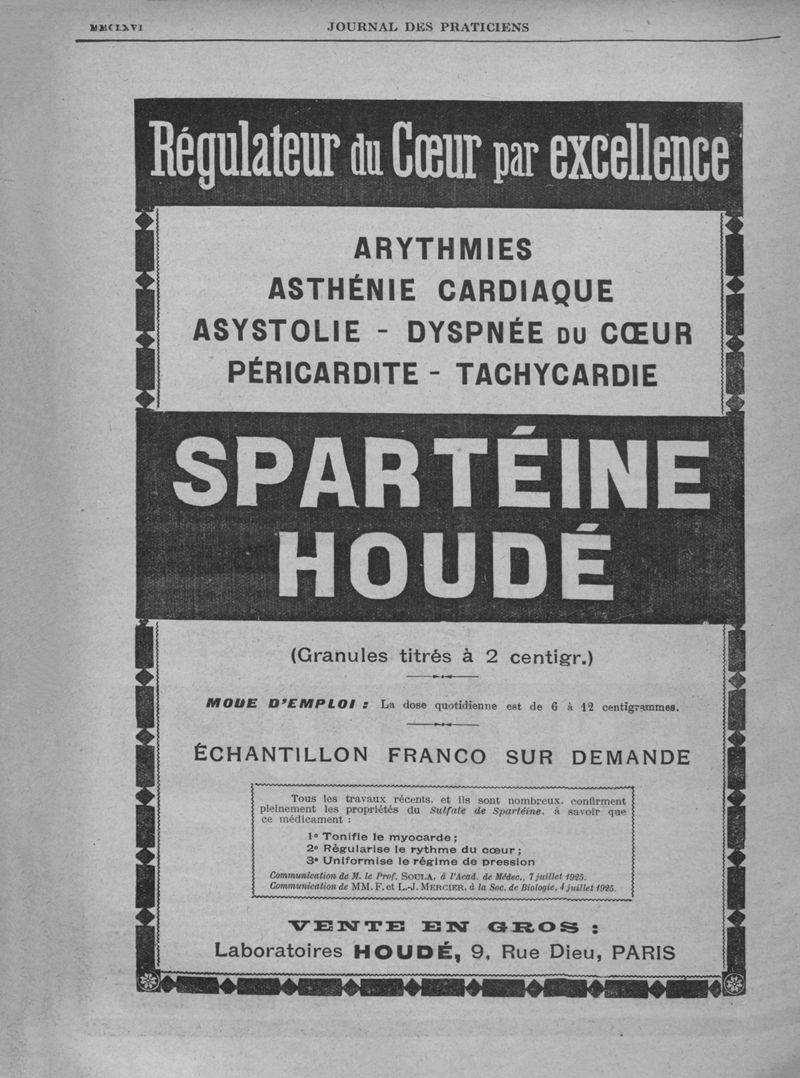 MMCLXVI
JOURNAL DES PRATICIENS
Régulateur du Cœur par excellence
ARYTHMIES
ASTHÉNIE CARDIAQUE
ASYSTOLIE - DYSPNÉE DU CŒUR
PÉRICARDITE - TACHYCARDIE
SPARTÉINE
HOUDÉ
(Granules titrés à 2 centigr.)
MODE D'EMPLOI : La dose quotidienne est de 6 à 12 centigrammes.
ÉCHANTILLON FRANCO SUR DEMANDE
Tous les travaux récents, et ils sont nombreux, confirment
pleinement les propriétés du Sulfate de Spartéine, à savoir que
ce médicament :
1º Tonifie le myocarde ;
2º Régularise le rythme du cœur ;
3º Uniformise le régime de pression
Communication de M. le Prof. SOULA, à l'Acad. de Médec., 7 juillet 1925.
Communication de MM. F. et L.-J. MERCIER, à la Soc. de Biologie, 4 juillet 1925.
VENTE EN GROS :
Laboratoires HOUDÉ, 9, Rue Dieu, PARIS